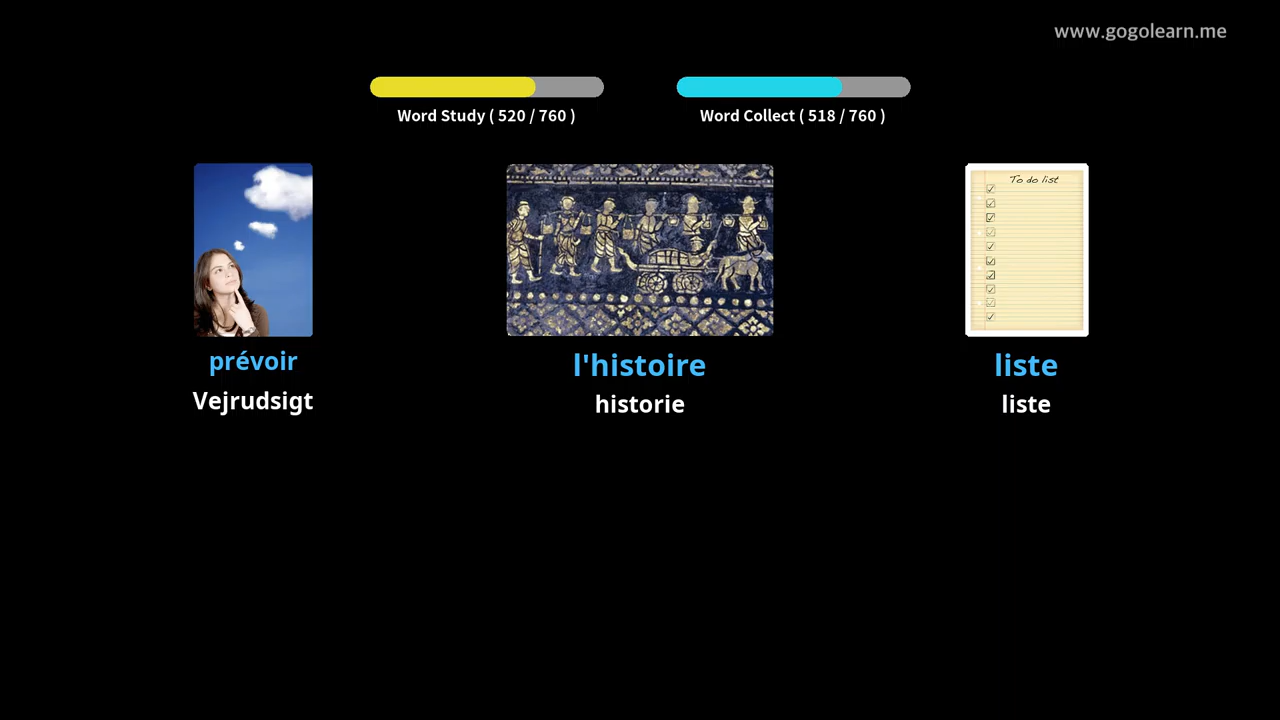 www.gogolearn.me
Word Study ( 520 / 760 )
Word Collect ( 518 / 760 )
To do list
prévoir
l'histoire
liste
Vejrudsigt
historie
liste